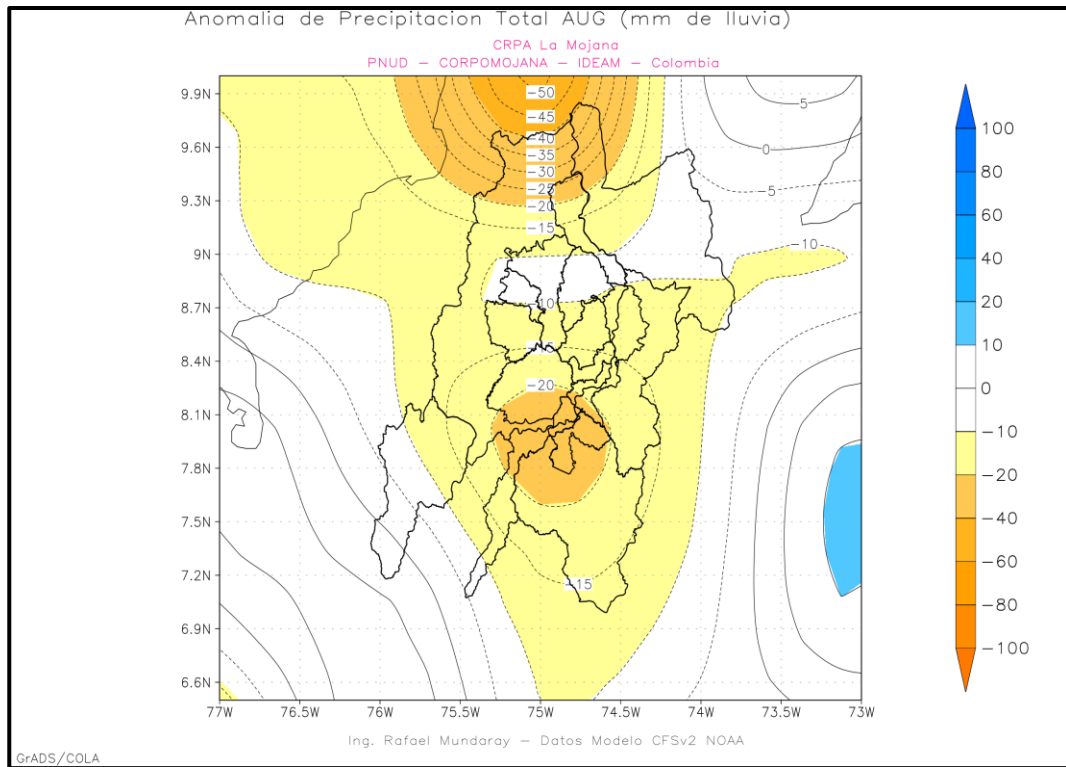 Anomalia de Precipitacion Total AUG (mm de lluvia)
CRPA La Mojana
PNUD – CORPOMOJANA – IDEAM – Colombia
9.9N
9.6N
9.3N
9N
8.7N
8.4N
8.1N
7.8N
7.5N
7.2N
6.9N
6.6N
77W 76.5W 76W 75.5W 75W 74.5W 74W 73.5W 73W
-50
-45
-40
-35
-30
-25
-20
-15
-10
-15
-20
-15
5
0
-5
-10
100
80
60
40
20
10
0
-10
-20
-40
-60
-80
-100
Ing. Rafael Mundaray – Datos Modelo CFSv2 NOAA
GrADS/COLA